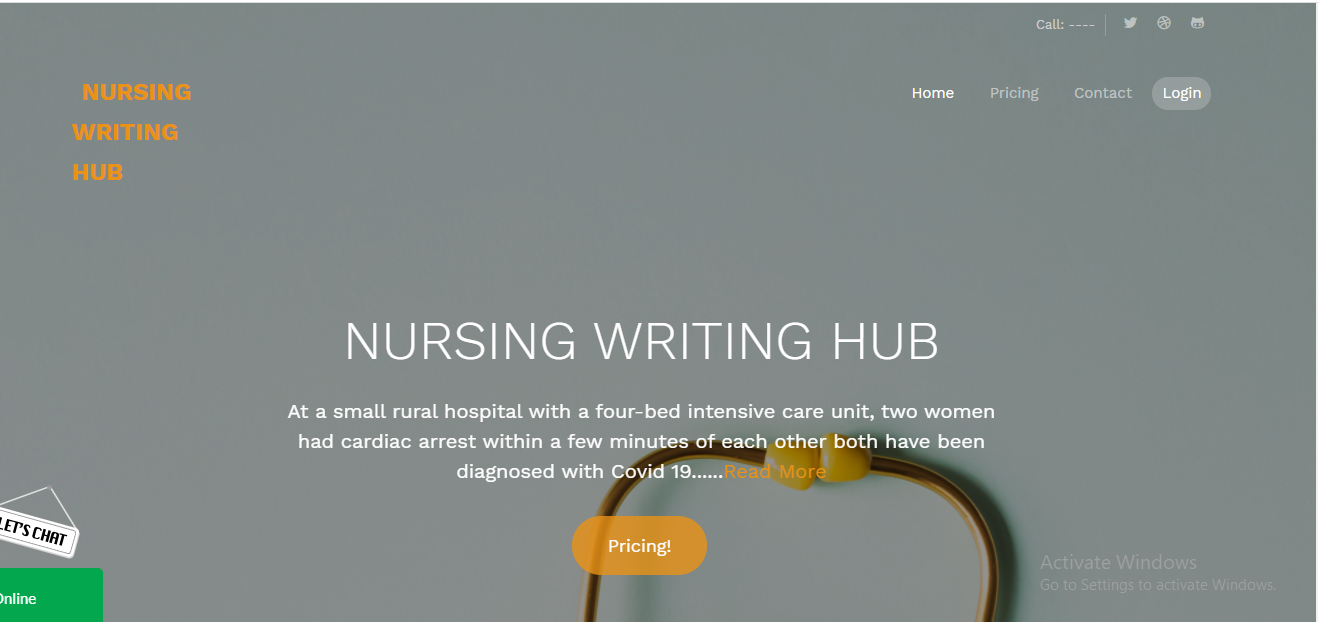 Call: ----
NURSING
WRITING
HUB
Home Pricing Contact Login
NURSING WRITING HUB
At a small rural hospital with a four-bed intensive care unit, two women
had cardiac arrest within a few minutes of each other both have been
diagnosed with Covid 19......Read More
Pricing!
LET'S CHAT
Online
Activate Windows
Go to Settings to activate Windows.